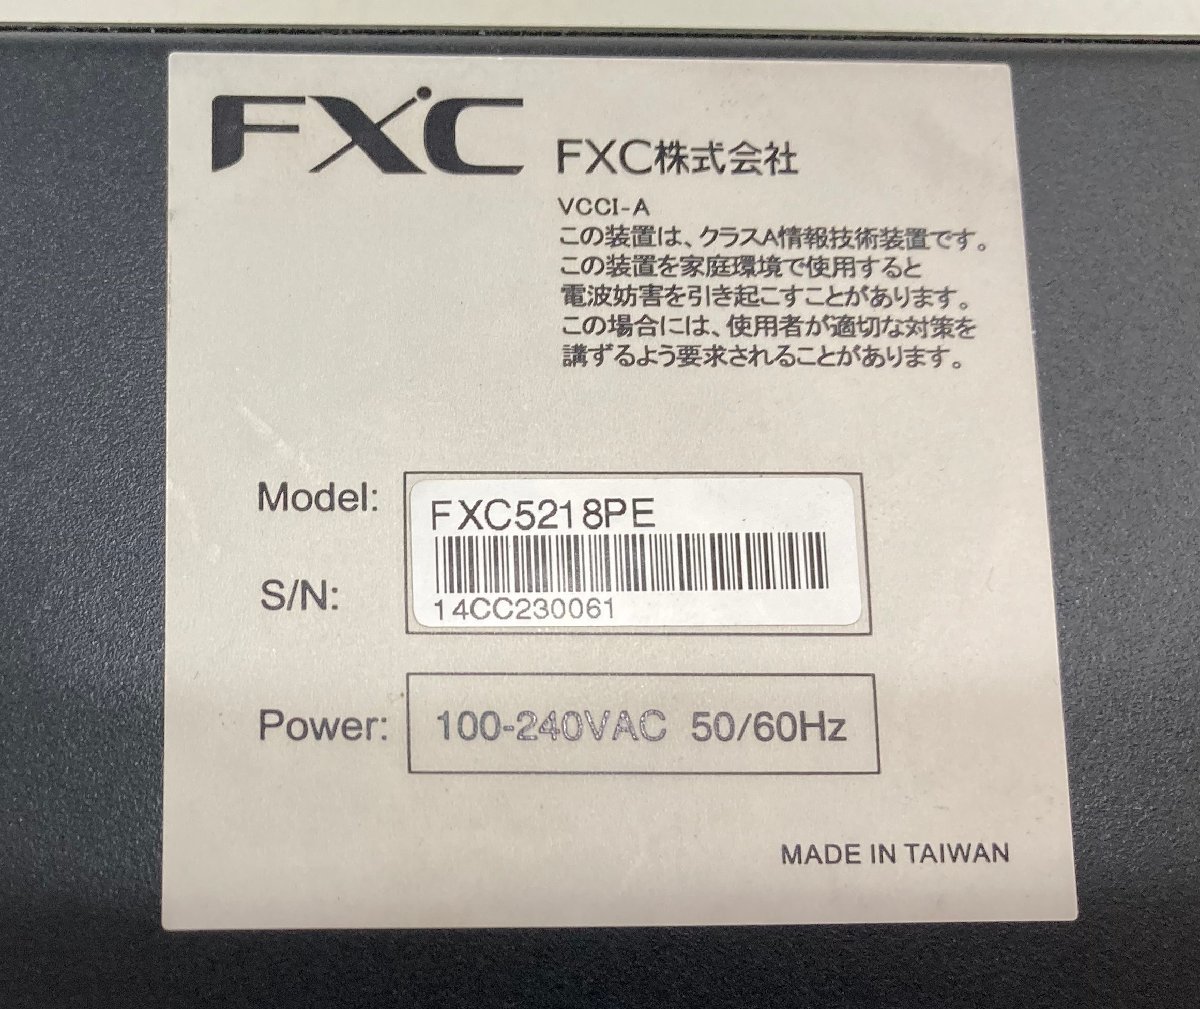 FXC
FXC株式会社
VCCI-A
この装置は、クラスA情報技術装置です。
この装置を家庭環境で使用すると
電波妨害を引き起こすことがあります。
この場合には、使用者が適切な対策を
講ずるよう要求されることがあります。
Model: FXC5218PE
S/N: 14CC230061
Power: 100-240VAC 50/60Hz
MADE IN TAIWAN